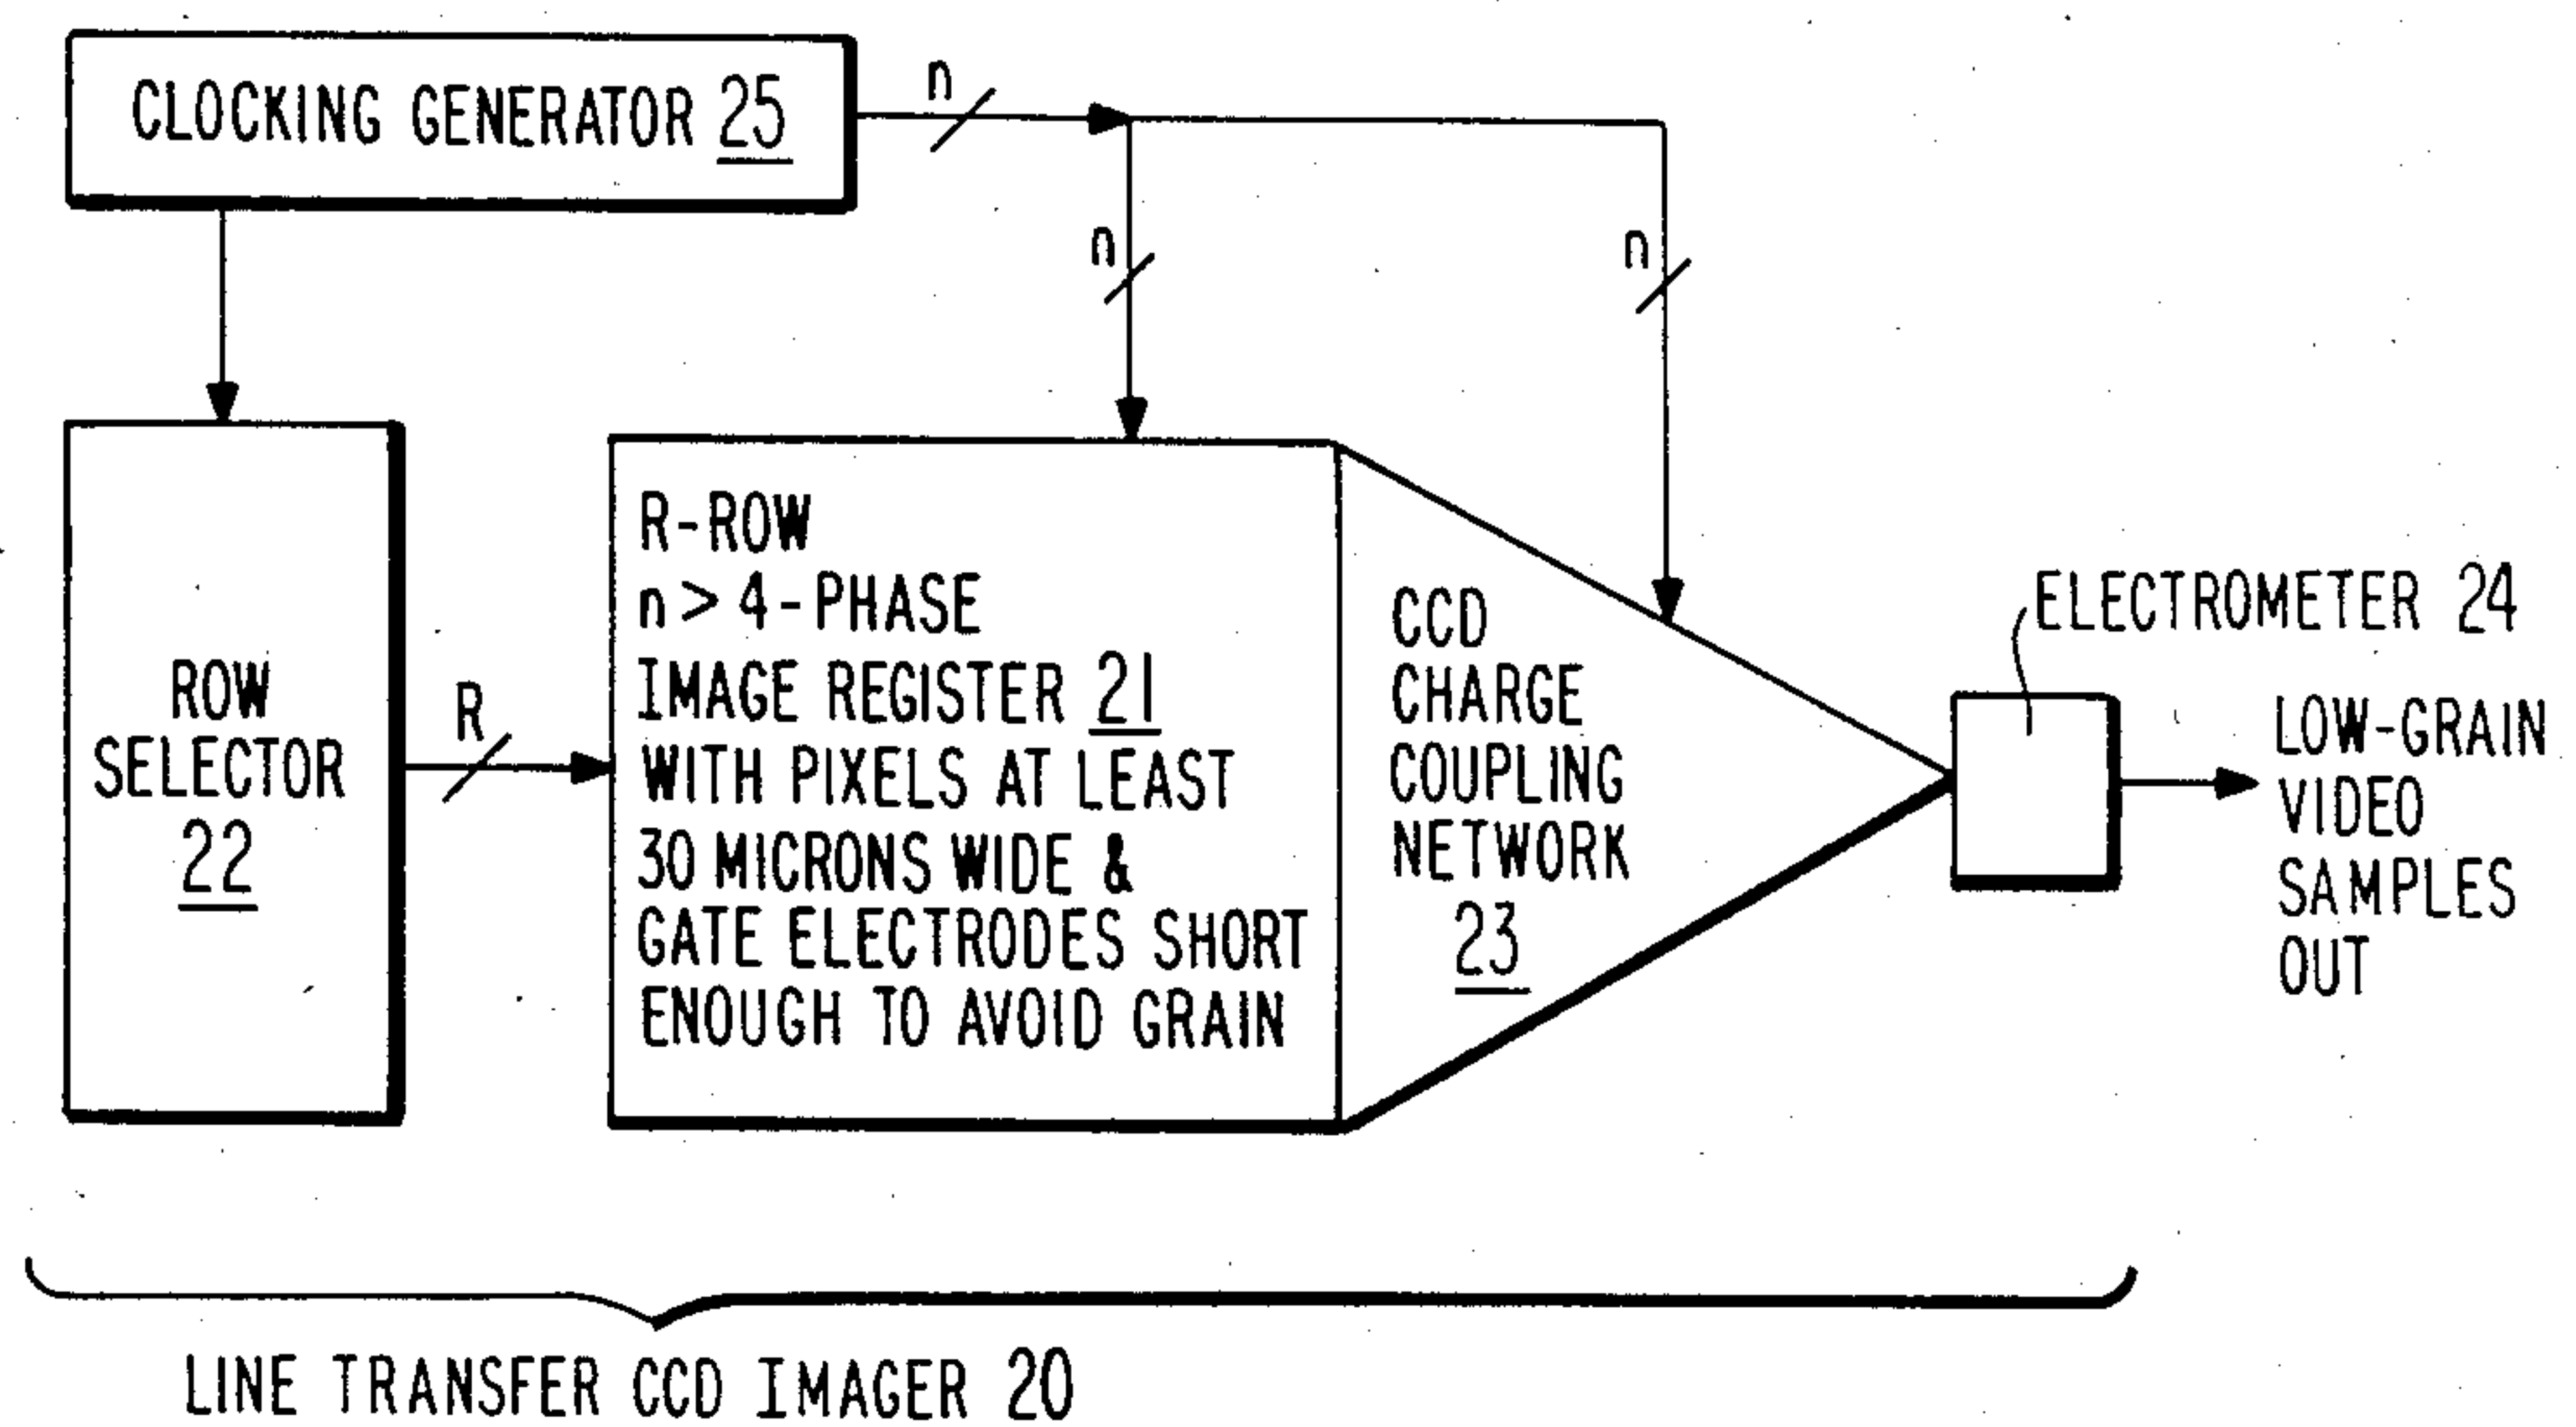 CLOCKING GENERATOR 25
n
n
n
ROW
SELECTOR
22
R
R-ROW
n > 4-PHASE
IMAGE REGISTER 21
WITH PIXELS AT LEAST
30 MICRONS WIDE &
GATE ELECTRODES SHORT
ENOUGH TO AVOID GRAIN
CCD
CHARGE
COUPLING
NETWORK
23
ELECTROMETER 24
LOW-GRAIN
VIDEO
SAMPLES
OUT
LINE TRANSFER CCD IMAGER 20